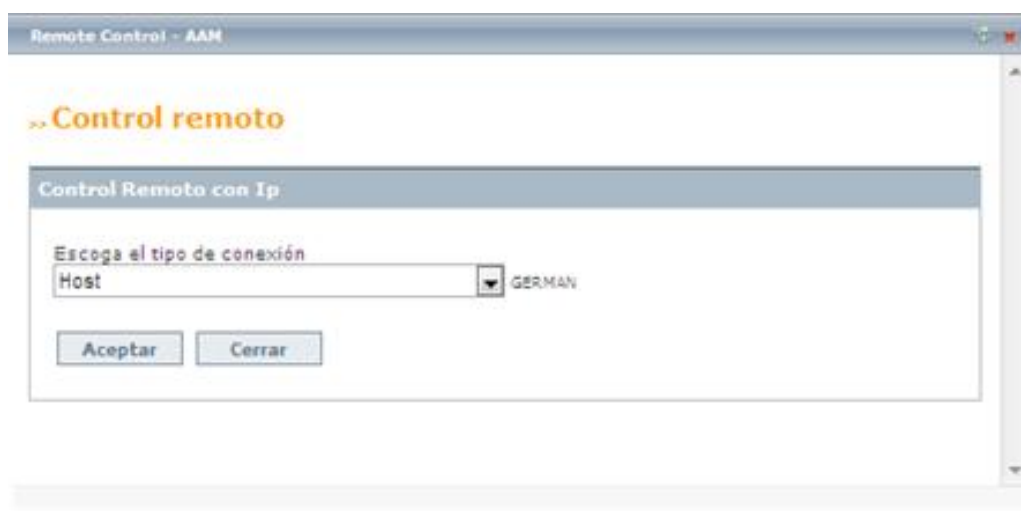 Remote Control - AAM
>> Control remoto
Control Remoto con Ip
Escoga el tipo de conexión
Host
GERMAN
Aceptar
Cerrar